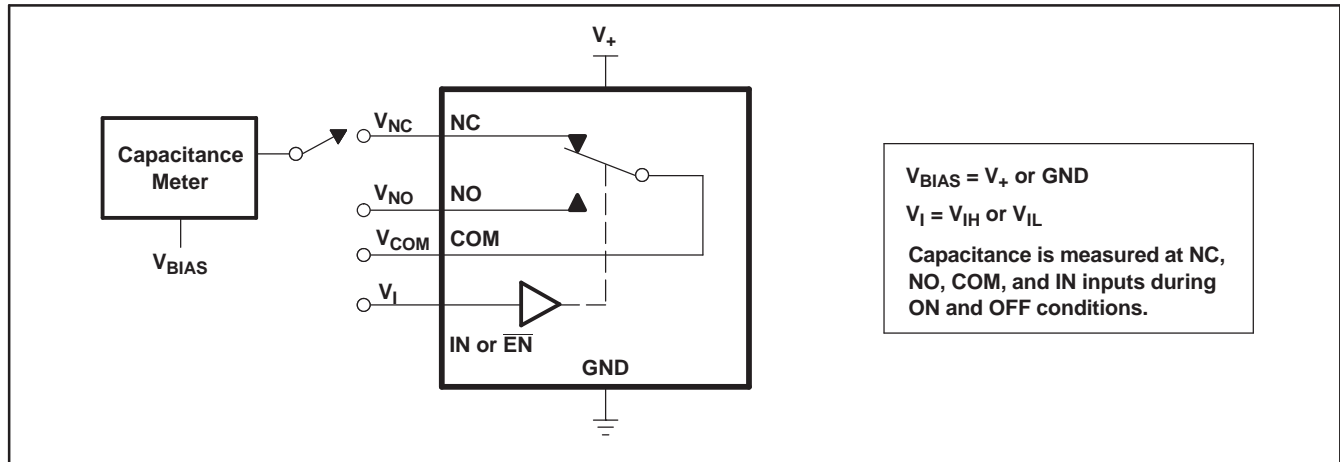 V+
VNC
NC
Capacitance
Meter
VBIAS
VNO
NO
VCOM
COM
VI
IN or E̅N̅
GND
VBIAS = V+ or GND
VI = VIH or VIL
Capacitance is measured at NC,
NO, COM, and IN inputs during
ON and OFF conditions.